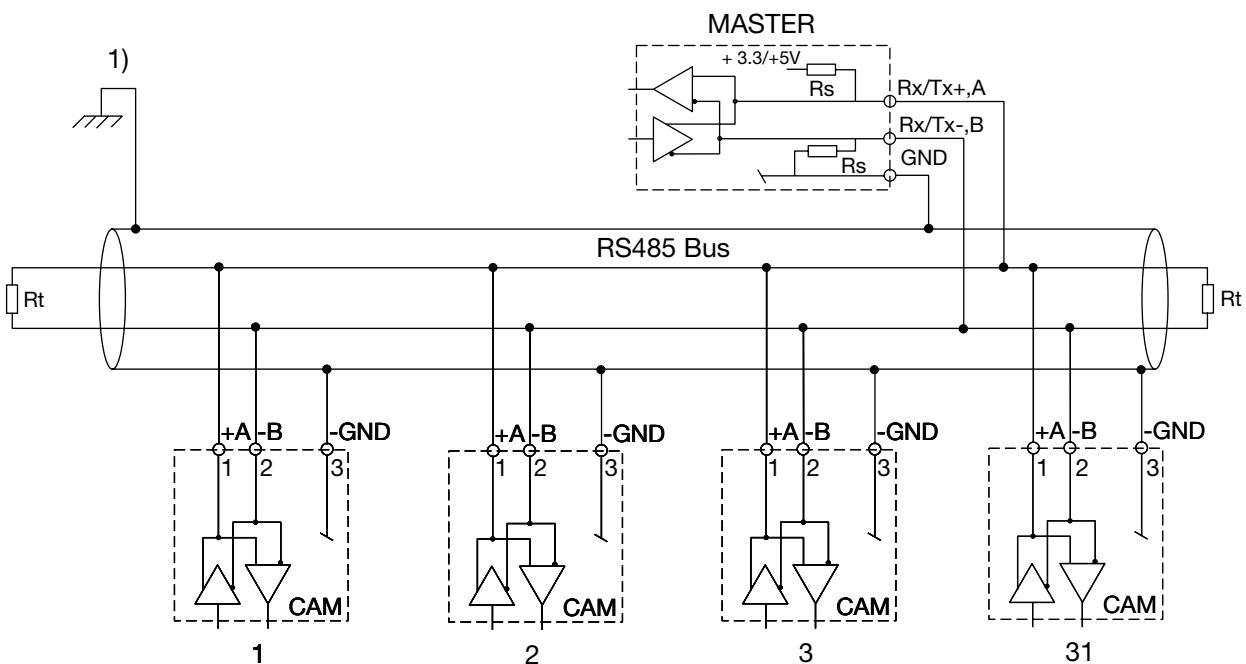 MASTER
1)
+ 3.3/+5V
Rs
Rx/Tx+,A
Rx/Tx-,B
Rs
GND
RS485 Bus
Rt
Rt
+A -B -GND
1 2 3
CAM
1
+A -B -GND
1 2 3
CAM
2
+A -B -GND
1 2 3
CAM
3
+A -B -GND
1 2 3
CAM
31